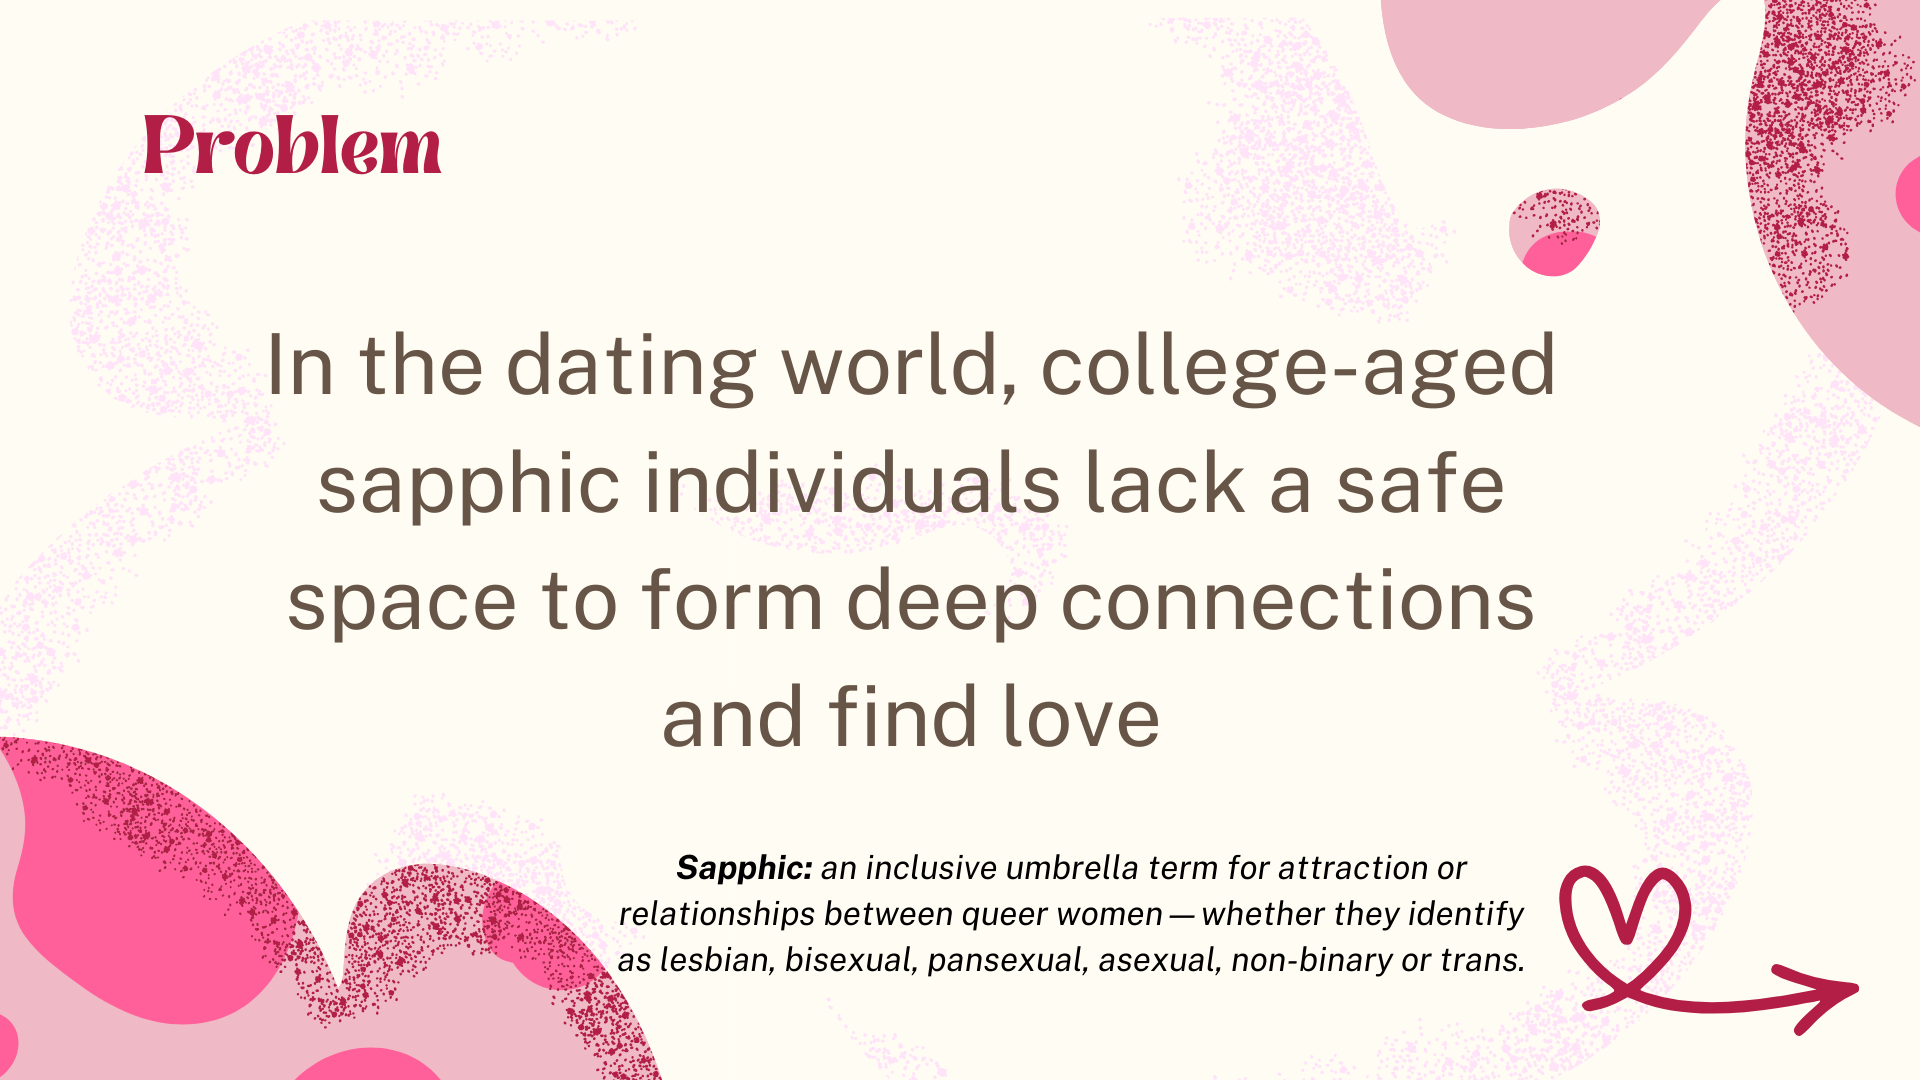 Problem
In the dating world, college-aged
sapphic individuals lack a safe
space to form deep connections
and find love
Sapphic: an inclusive umbrella term for attraction or
relationships between queer women — whether they identify
as lesbian, bisexual, pansexual, asexual, non-binary or trans.